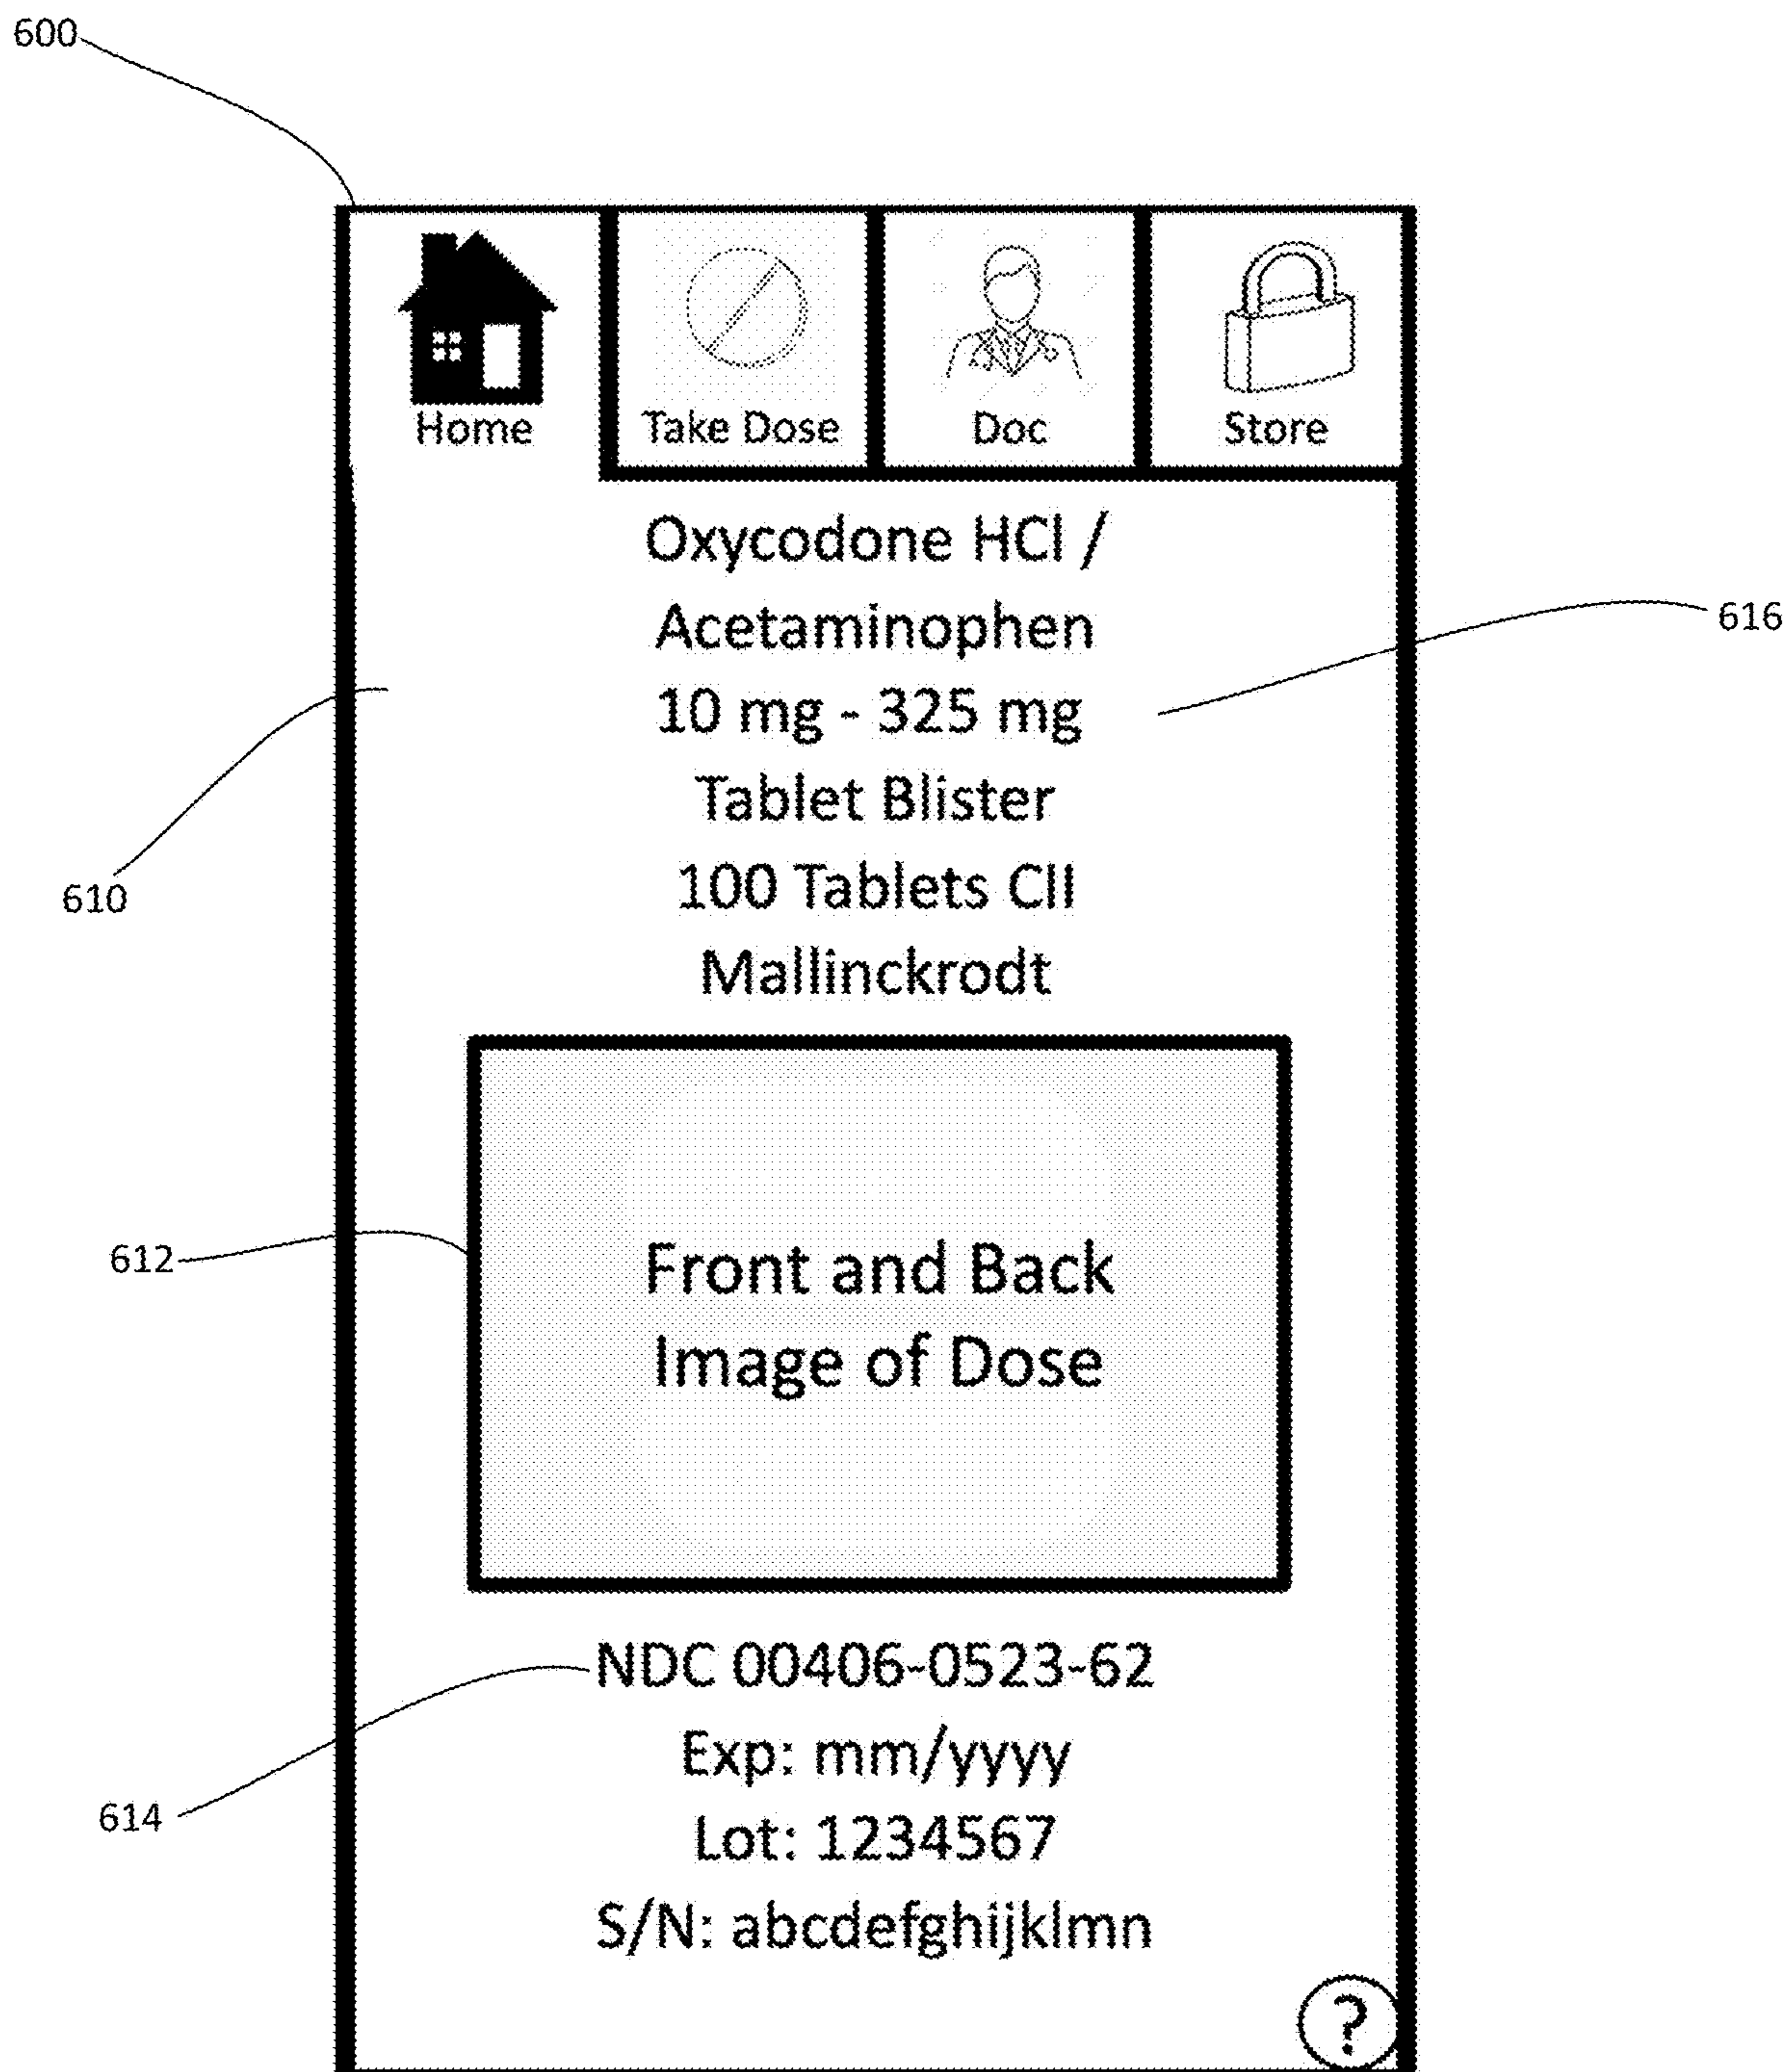 600
Home
Take Dose
Doc
Store
Oxycodone HCl /
Acetaminophen
616
10 mg - 325 mg
Tablet Blister
100 Tablets CII
610
Mallinckrodt
612
Front and Back
Image of Dose
NDC 00406-0523-62
Exp: mm/yyyy
614
Lot: 1234567
S/N: abcdefghijklmn
?